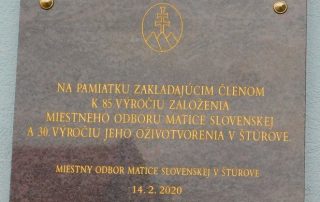 NA PAMIATKU ZAKLADAJÚCIM ČLENOM
K 85. VÝROČIU ZALOŽENIA
MIESTNEHO ODBORU MATICE SLOVENSKEJ
A 30. VÝROČIU JEHO OŽIVOTVORENIA V ŠTÚROVE.
MIESTNY ODBOR MATICE SLOVENSKEJ V ŠTÚROVE
14. 2. 2020